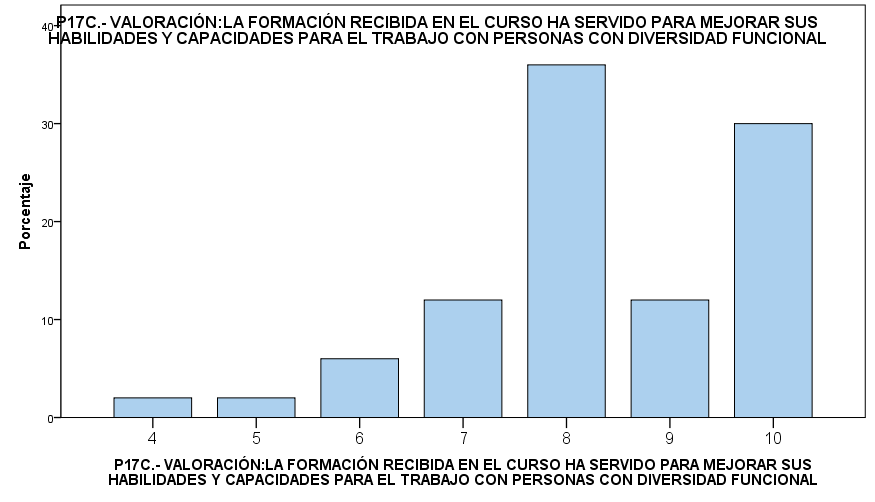 P17C.- VALORACIÓN:LA FORMACIÓN RECIBIDA EN EL CURSO HA SERVIDO PARA MEJORAR SUS
HABILIDADES Y CAPACIDADES PARA EL TRABAJO CON PERSONAS CON DIVERSIDAD FUNCIONAL
40
30
20
10
0
Porcentaje
4 5 6 7 8 9 10
P17C.- VALORACIÓN:LA FORMACIÓN RECIBIDA EN EL CURSO HA SERVIDO PARA MEJORAR SUS
HABILIDADES Y CAPACIDADES PARA EL TRABAJO CON PERSONAS CON DIVERSIDAD FUNCIONAL